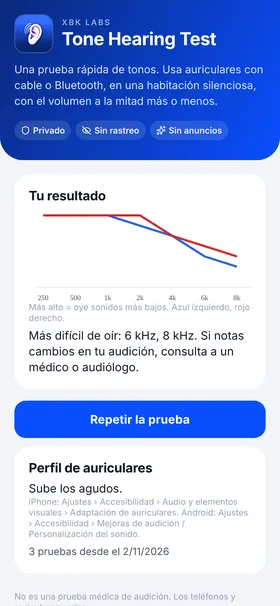 XBK LABS
Tone Hearing Test
Una prueba rápida de tonos. Usa auriculares con
cable o Bluetooth, en una habitación silenciosa,
con el volumen a la mitad más o menos.
Privado
Sin rastreo
Sin anuncios
Tu resultado
250 500 1k 2k 4k 6k 8k
Más alto = oye sonidos más bajos. Azul izquierdo, rojo
derecho.
Más difícil de oír: 6 kHz, 8 kHz. Si notas
cambios en tu audición, consulta a un
médico o audiólogo.
Repetir la prueba
Perfil de auriculares
Sube los agudos.
iPhone: Ajustes › Accesibilidad › Audio y elementos
visuales › Adaptación de auriculares. Android: Ajustes
› Accesibilidad › Mejoras de audición /
Personalización del sonido.
3 pruebas desde el 2/11/2026
No es una prueba médica de audición. Los teléfonos y